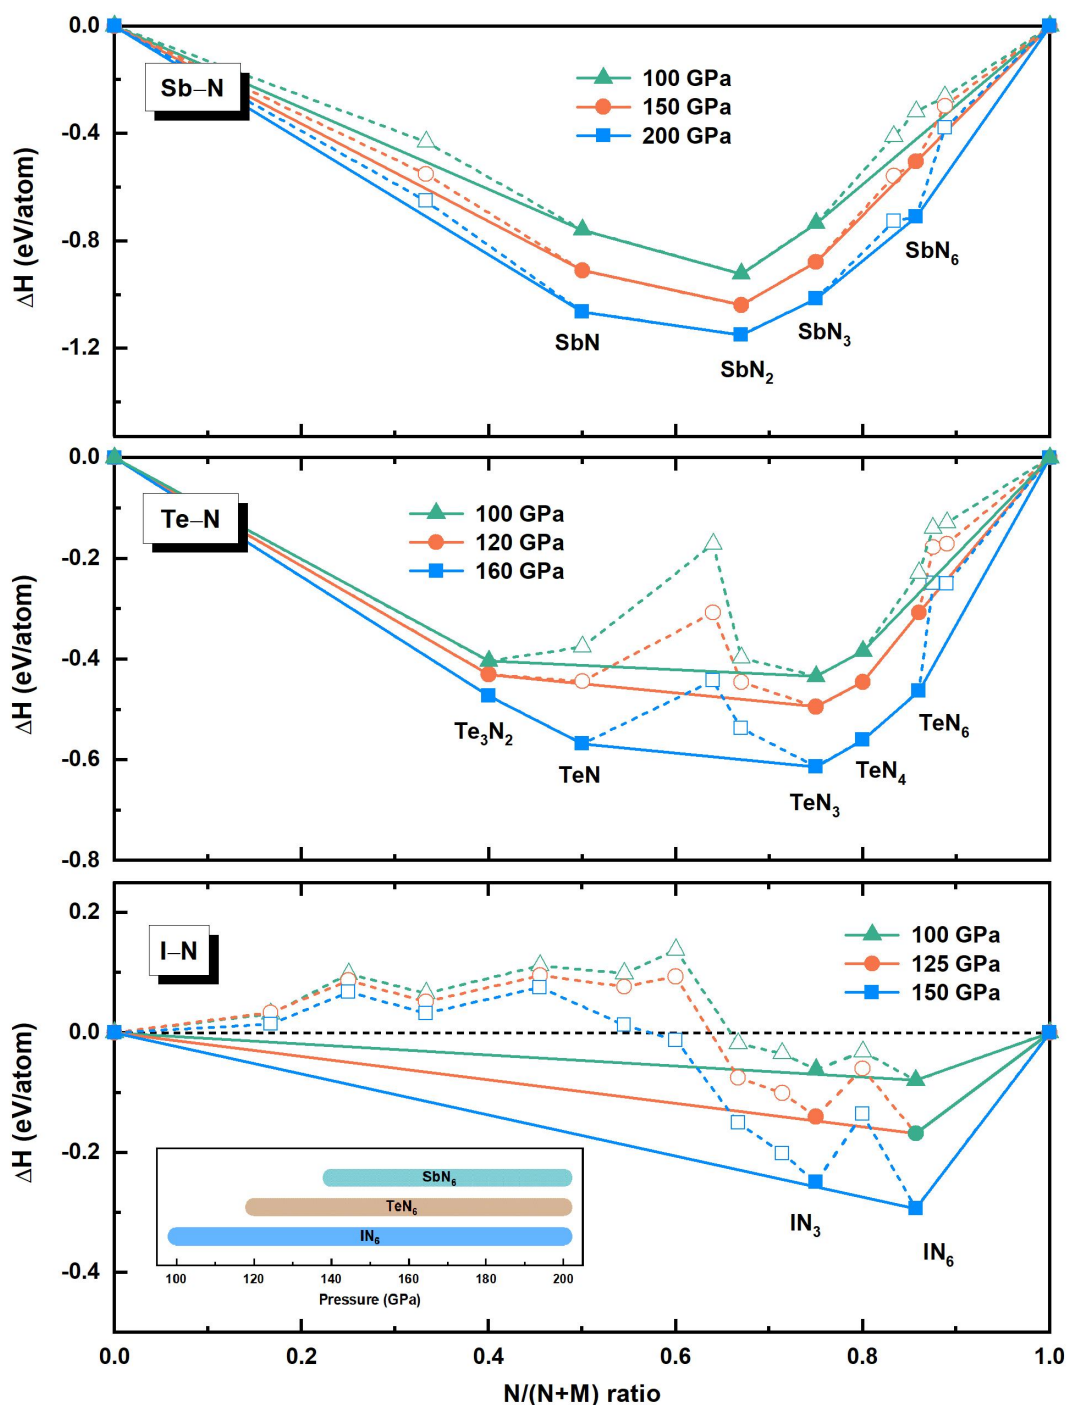 0.0
-0.4
-0.8
-1.2
ΔH (eV/atom)
Sb–N
100 GPa
150 GPa
200 GPa
SbN
SbN₂
SbN₃
SbN₆
0.0
-0.2
-0.4
-0.6
-0.8
ΔH (eV/atom)
Te–N
100 GPa
120 GPa
160 GPa
Te₃N₂
TeN
TeN₃
TeN₄
TeN₆
0.2
0.0
-0.2
-0.4
ΔH (eV/atom)
I–N
100 GPa
125 GPa
150 GPa
IN₃
IN₆
SbN₆
TeN₆
IN₆
100 120 140 160 180 200
Pressure (GPa)
0.0 0.2 0.4 0.6 0.8 1.0
N/(N+M) ratio